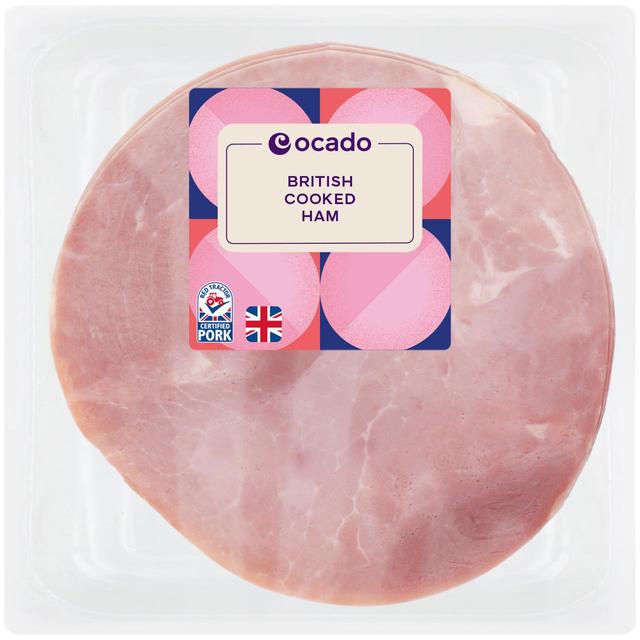 ocado
BRITISH
COOKED
HAM
RED TRACTOR
CERTIFIED
PORK